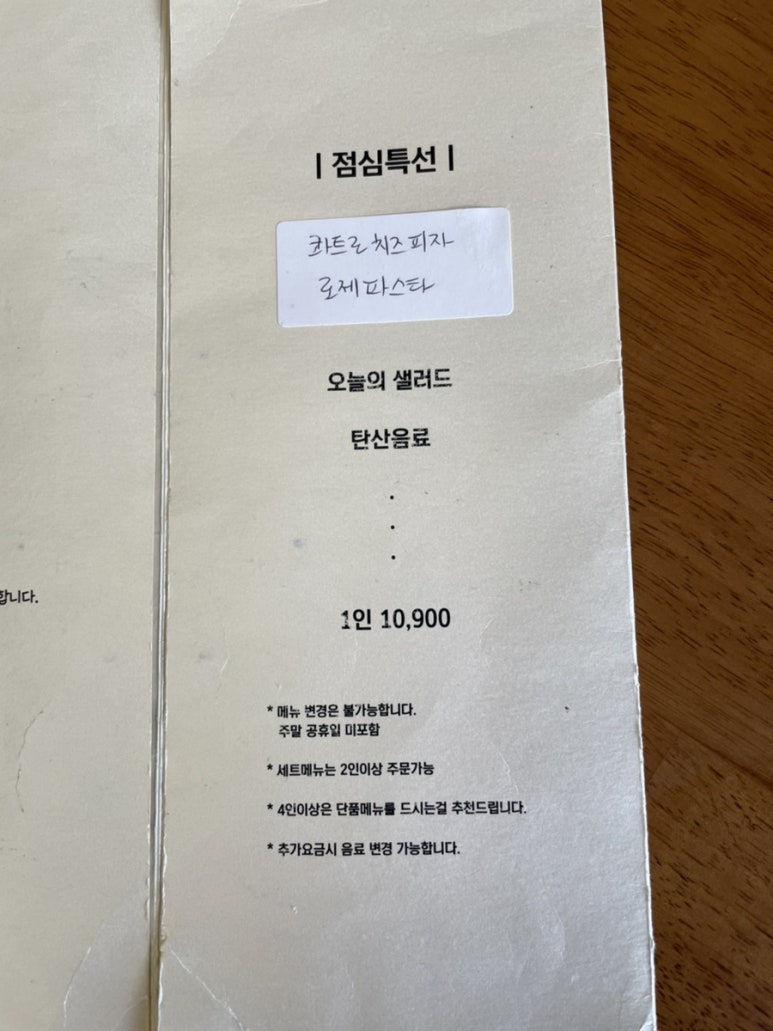 | 점심특선 |
콰트로 치즈 피자
로제 파스타
오늘의 샐러드
탄산음료
.
.
.
1인 10,900
합니다.
* 메뉴 변경은 불가능합니다.
주말 공휴일 미포함
* 세트메뉴는 2인이상 주문가능
* 4인이상은 단품메뉴를 드시는걸 추천드립니다.
* 추가요금시 음료 변경 가능합니다.